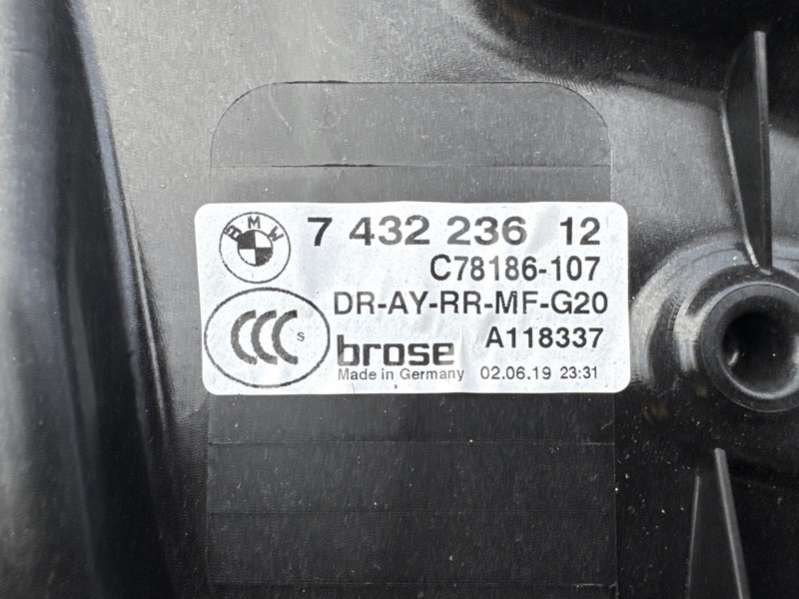 BMW
7 432 236 12
C78186-107
DR-AY-RR-MF-G20
CCC S
brose
A118337
Made in Germany 02.06.19 23:31